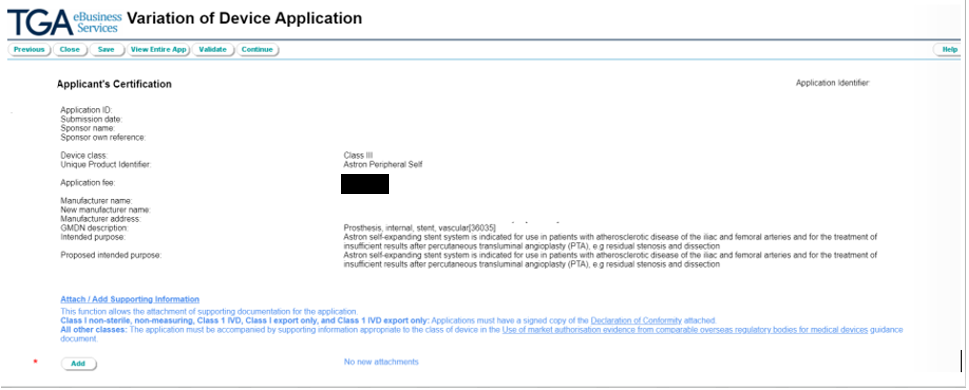 TGA eBusiness Services Variation of Device Application
Previous Close Save View Entire App Validate Continue Help
Applicant's Certification Application Identifier
Application ID:
Submission date:
Sponsor name:
Sponsor own reference:
Device class: Class III
Unique Product Identifier: Astron Peripheral Self
Application fee:
Manufacturer name:
New manufacturer name:
Manufacturer address:
GMDN description: Prosthesis, internal, stent, vascular[36035]
Intended purpose: Astron self-expanding stent system is indicated for use in patients with atherosclerotic disease of the iliac and femoral arteries and for the treatment of
insufficient results after percutaneous transluminal angioplasty (PTA), e.g residual stenosis and dissection
Proposed intended purpose: Astron self-expanding stent system is indicated for use in patients with atherosclerotic disease of the iliac and femoral arteries and for the treatment of
insufficient results after percutaneous transluminal angioplasty (PTA), e.g residual stenosis and dissection
Attach / Add Supporting Information
This function allows the attachment of supporting documentation for the application.
Class I non-sterile, non-measuring, Class 1 IVD, Class I export only, and Class 1 IVD export only: Applications must have a signed copy of the Declaration of Conformity attached.
All other classes: The application must be accompanied by supporting information appropriate to the class of device in the Use of market authorisation evidence from comparable overseas regulatory bodies for medical devices guidance
document.
* Add No new attachments